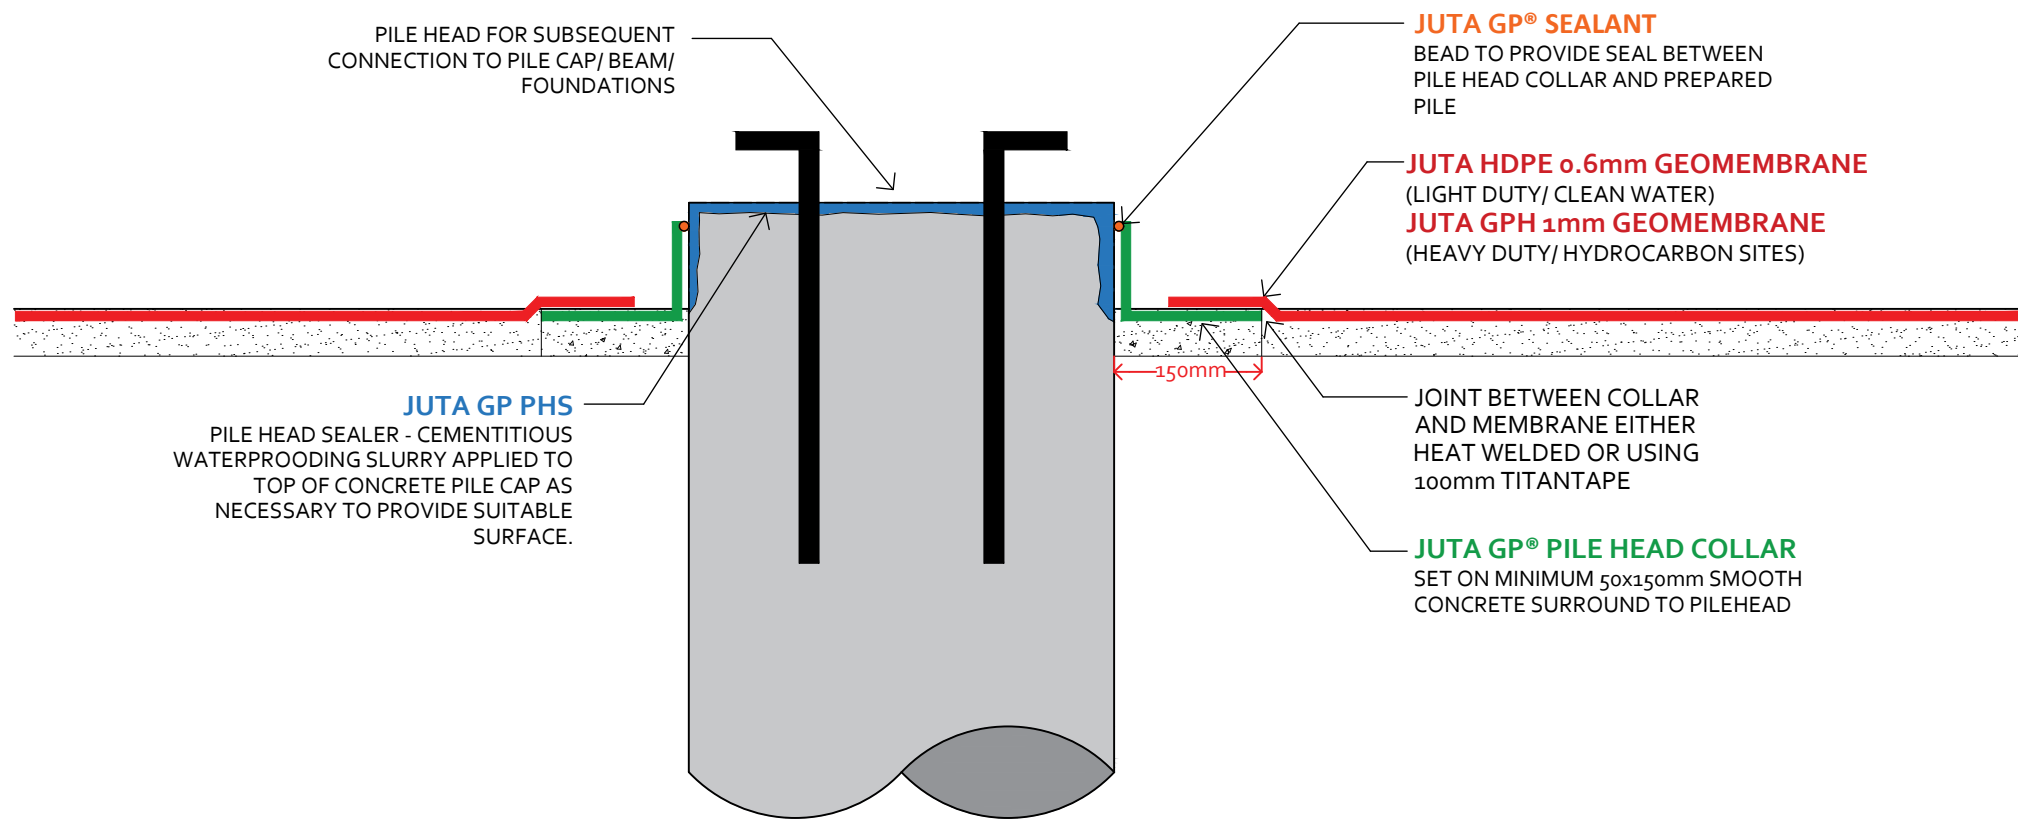 PILE HEAD FOR SUBSEQUENT
CONNECTION TO PILE CAP/ BEAM/
FOUNDATIONS
JUTA GP® SEALANT
BEAD TO PROVIDE SEAL BETWEEN
PILE HEAD COLLAR AND PREPARED
PILE
JUTA HDPE 0.6mm GEOMEMBRANE
(LIGHT DUTY/ CLEAN WATER)
JUTA GPH 1mm GEOMEMBRANE
(HEAVY DUTY/ HYDROCARBON SITES)
150mm
JUTA GP PHS
PILE HEAD SEALER - CEMENTITIOUS
WATERPROODING SLURRY APPLIED TO
TOP OF CONCRETE PILE CAP AS
NECESSARY TO PROVIDE SUITABLE
SURFACE.
JOINT BETWEEN COLLAR
AND MEMBRANE EITHER
HEAT WELDED OR USING
100mm TITANTAPE
JUTA GP® PILE HEAD COLLAR
SET ON MINIMUM 50x150mm SMOOTH
CONCRETE SURROUND TO PILEHEAD